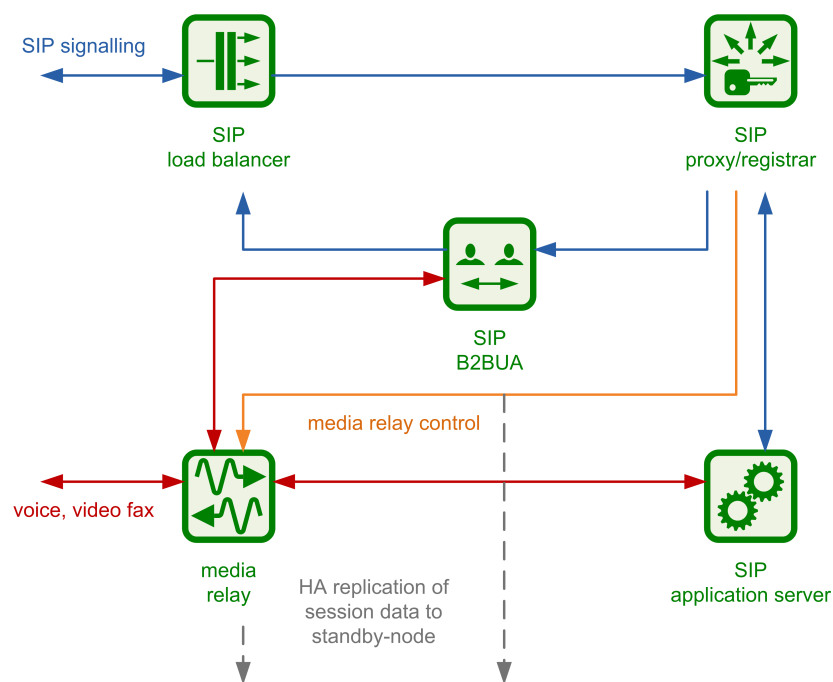 SIP signalling
SIP
load balancer
SIP
proxy/registrar
SIP
B2BUA
media relay control
voice, video fax
media
relay
HA replication of
session data to
standby-node
SIP
application server